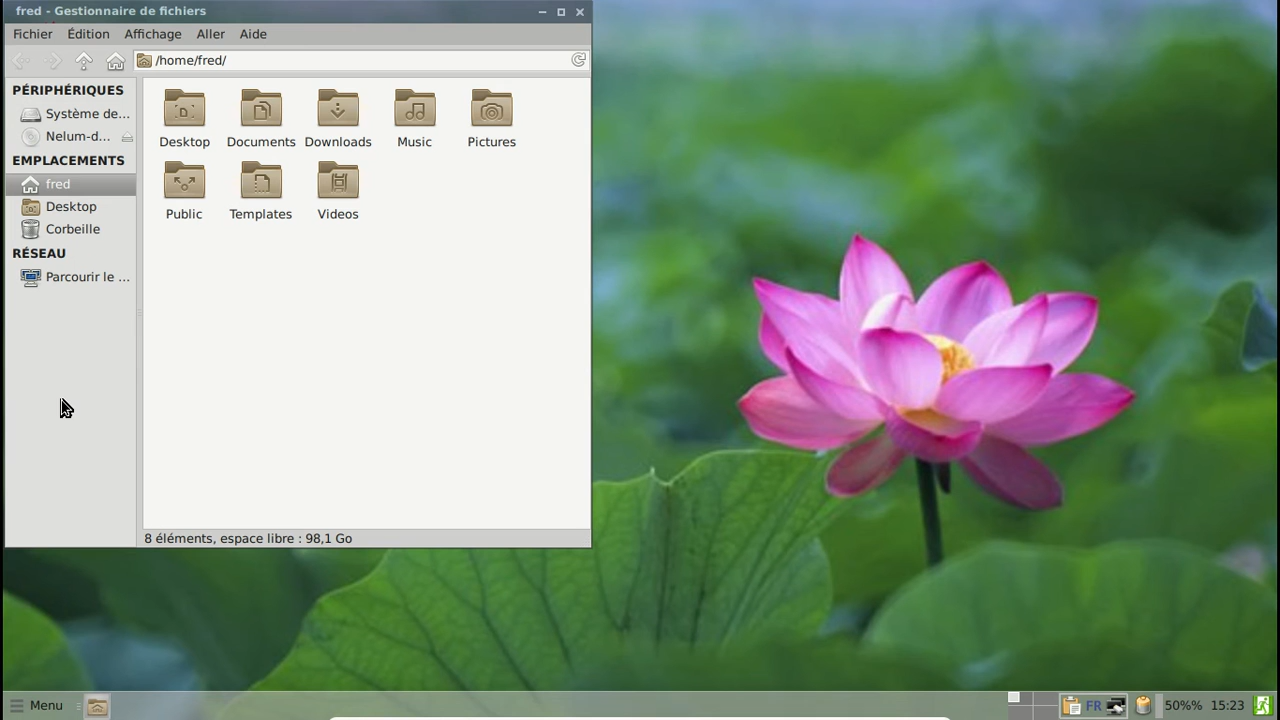 fred - Gestionnaire de fichiers
Fichier Édition Affichage Aller Aide
/home/fred/
PÉRIPHÉRIQUES
Système de...
Nelum-d...
EMPLACEMENTS
fred
Desktop
Corbeille
RÉSEAU
Parcourir le ...
Desktop Documents Downloads Music Pictures
Public Templates Videos
8 éléments, espace libre : 98,1 Go
Menu FR 50%% 15:23